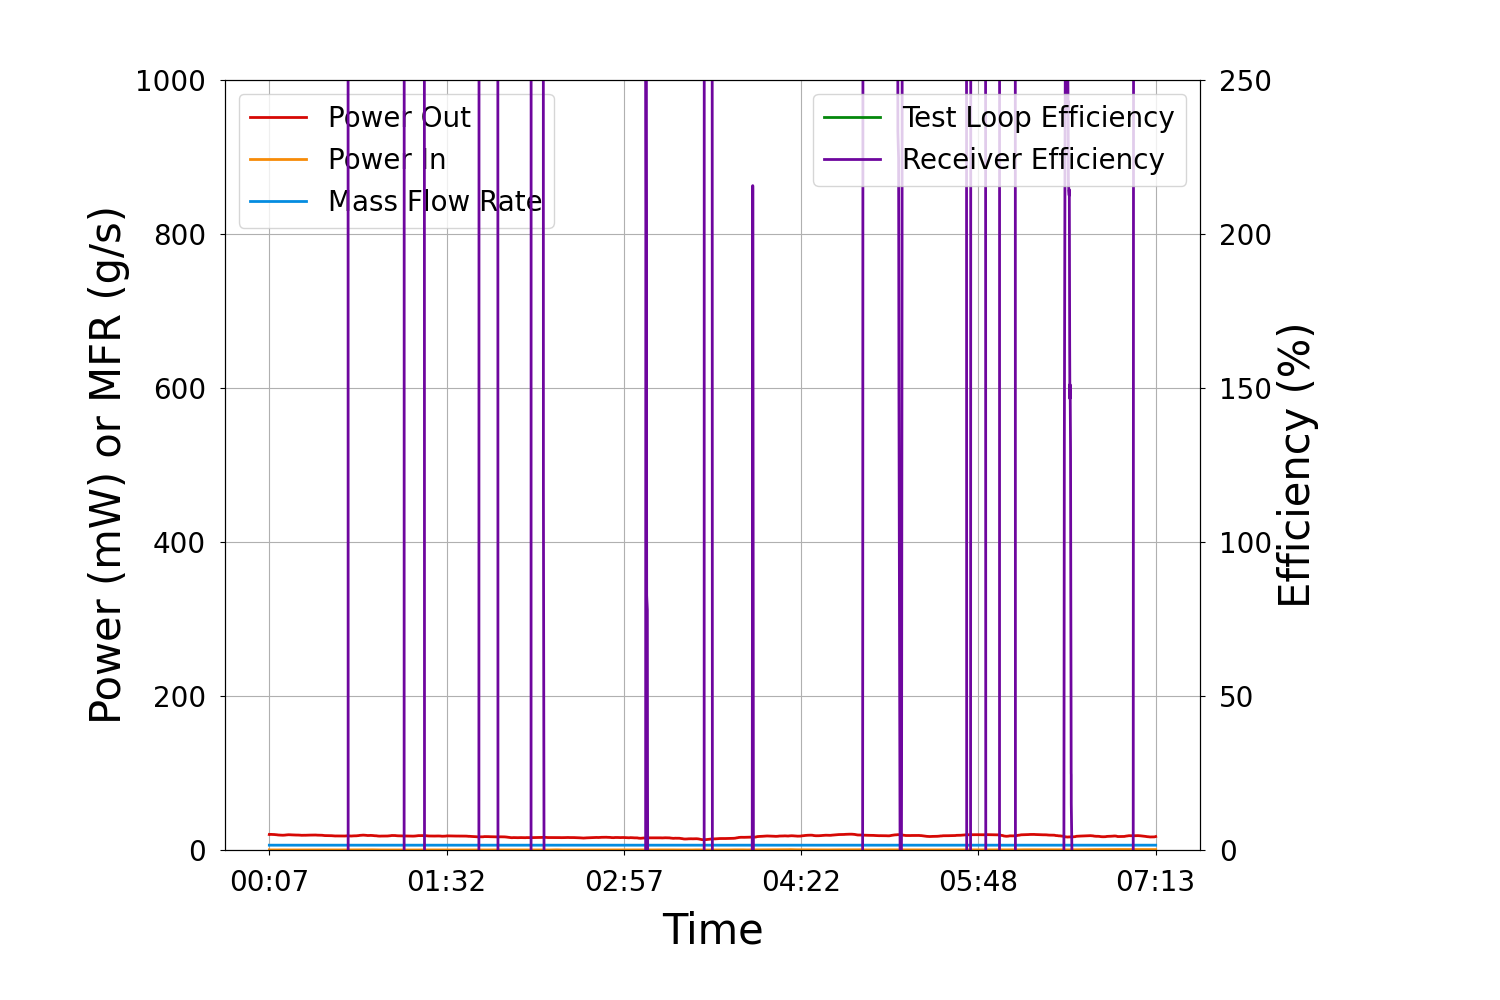 1000
800
600
400
200
0
Power (mW) or MFR (g/s)
Power Out
Power In
Mass Flow Rate
Test Loop Efficiency
Receiver Efficiency
250
200
150
100
50
0
Efficiency (%)
00:07 01:32 02:57 04:22 05:48 07:13
Time